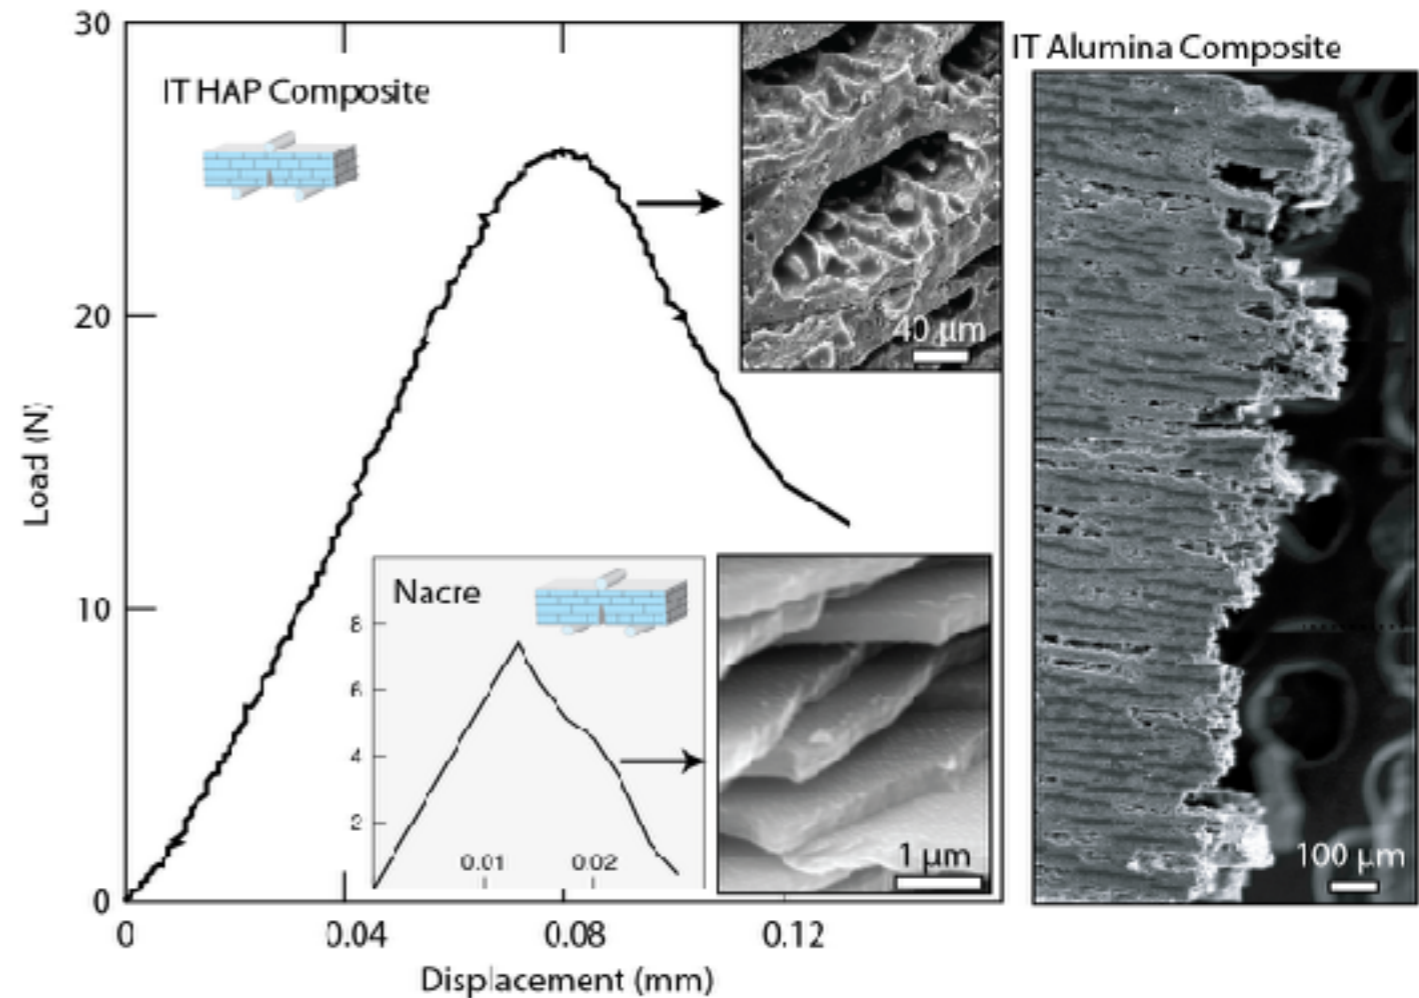 30
IT HAP Composite
IT Alumina Composite
20
40 µm
Load (N)
10
Nacre
8
6
4
2
0.01
0.02
1 µm
100 µm
0
0
0.04
0.08
0.12
Displacement (mm)